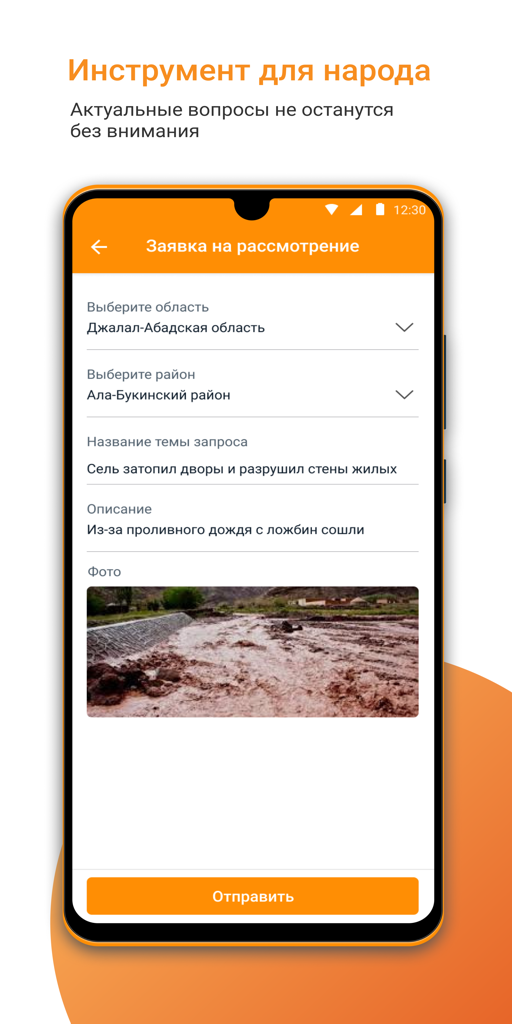 Инструмент для народа
Актуальные вопросы не останутся
без внимания
12:30
Заявка на рассмотрение
Выберите область
Джалал-Абадская область
Выберите район
Ала-Букинский район
Название темы запроса
Сель затопил дворы и разрушил стены жилых
Описание
Из-за проливного дождя с ложбин сошли
Фото
Отправить